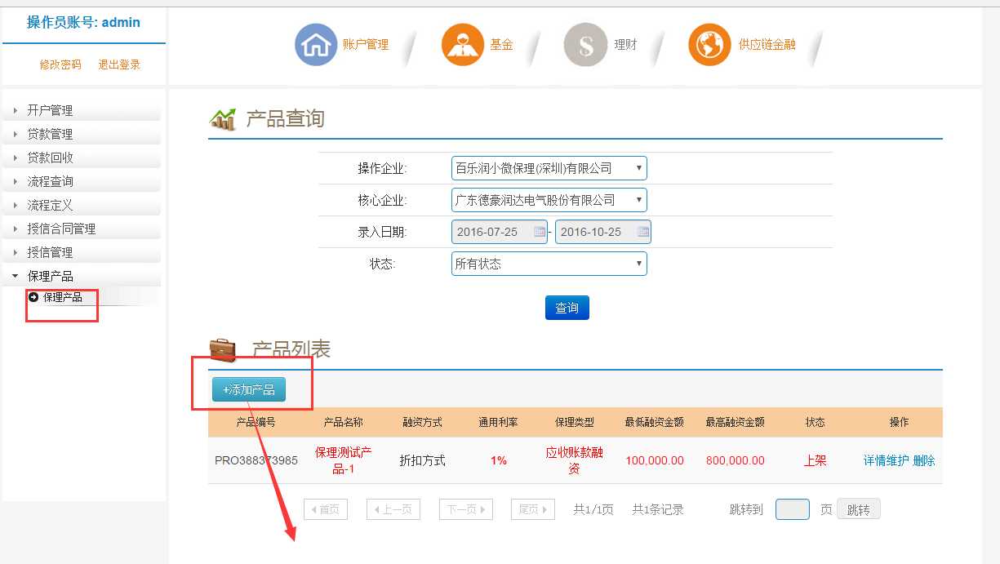 操作员账号: admin
修改密码 退出登录
账户管理 基金 理财 供应链金融
开户管理
贷款管理
贷款回收
流程查询
流程定义
授信合同管理
授信管理
保理产品
保理产品
产品查询
操作企业: 百乐润小微保理(深圳)有限公司
核心企业: 广东德豪润达电气股份有限公司
录入日期: 2016-07-25 - 2016-10-25
状态: 所有状态
查询
产品列表
+添加产品
产品编号 产品名称 融资方式 通用利率 保理类型 最低融资金额 最高融资金额 状态 操作
PRO388373985 保理测试产品-1 折扣方式 1% 应收账款融资 100,000.00 800,000.00 上架 详情维护 删除
首页 上一页 下一页 尾页 共1/1页 共1条记录 跳转到 页 跳转